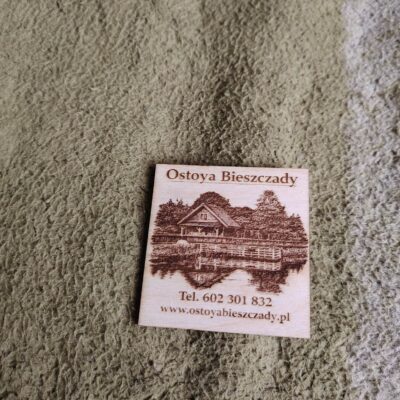 Ostoya Bieszczady
Tel. 602 301 832
www.ostoyabieszczady.pl